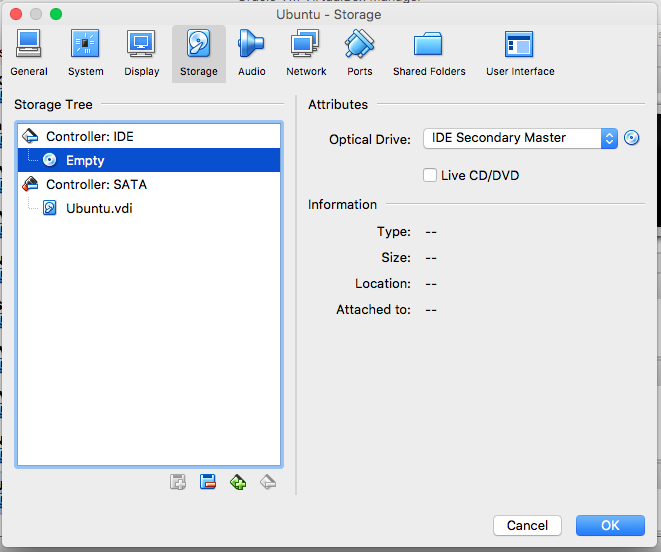 Ubuntu - Storage
General System Display Storage Audio Network Ports Shared Folders User Interface
Storage Tree
Controller: IDE
Empty
Controller: SATA
Ubuntu.vdi
Attributes
Optical Drive: IDE Secondary Master
Live CD/DVD
Information
Type: --
Size: --
Location: --
Attached to: --
Cancel OK